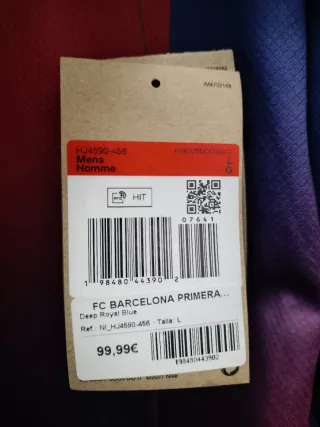 HJ4590-456
Mens L
Homme G
HIT
07641
1 98480 44390 2
FC BARCELONA PRIMERA...
Deep Royal Blue
Ref.: NI_HJ4590-456 · Talla: L
99,99€
198480443902